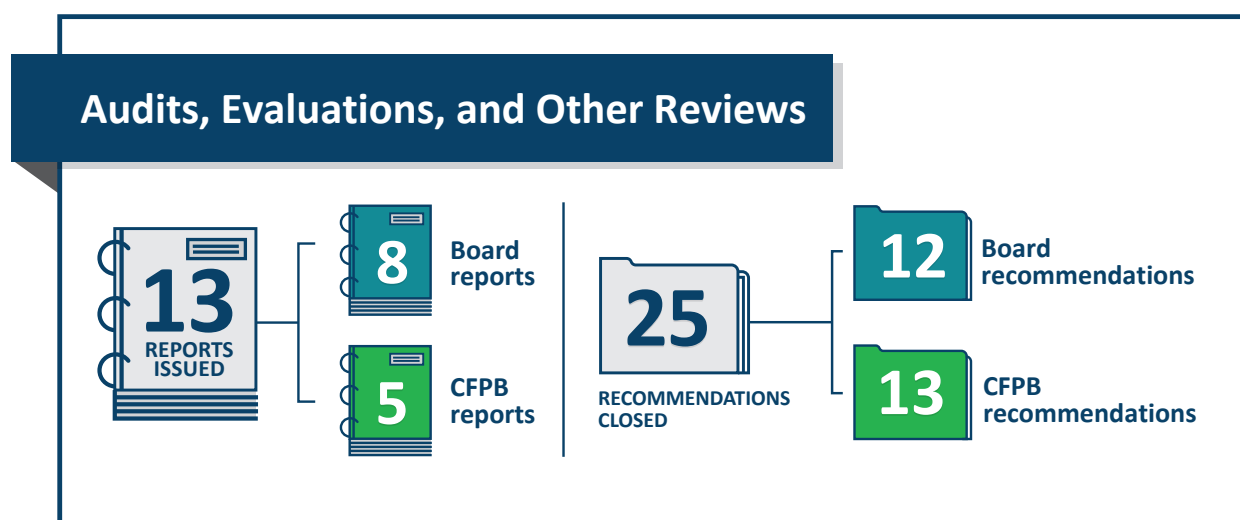 Audits, Evaluations, and Other Reviews
13
REPORTS
ISSUED
8
Board
reports
5
CFPB
reports
25
RECOMMENDATIONS
CLOSED
12
Board
recommendations
13
CFPB
recommendations